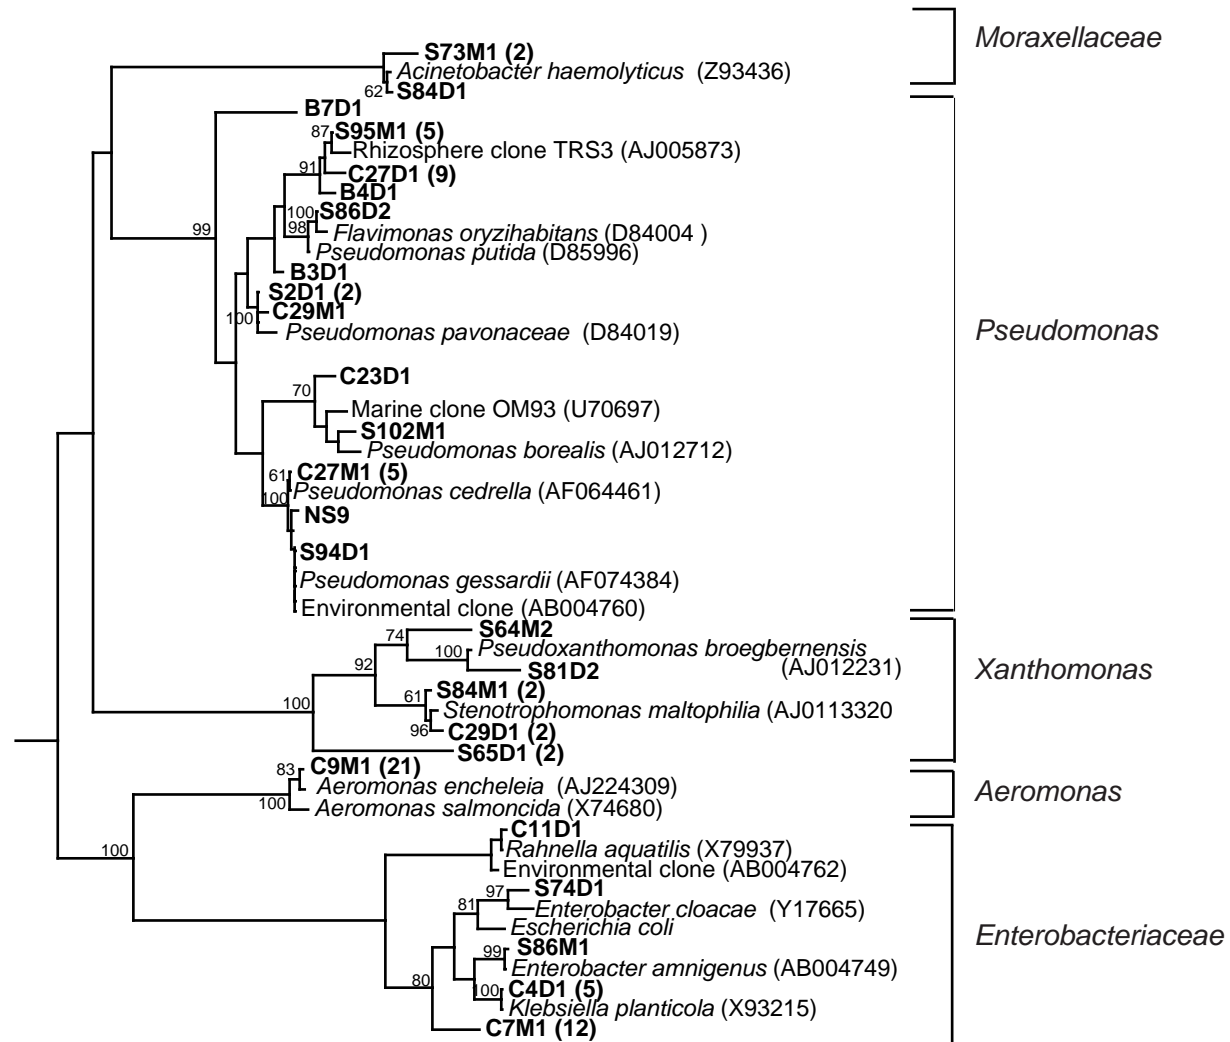 Moraxellaceae
S73M1 (2)
Acinetobacter haemolyticus (Z93436)
62
S84D1
B7D1
87
S95M1 (5)
Rhizosphere clone TRS3 (AJ005873)
91
C27D1 (9)
B4D1
100
S86D2
99
98
Flavimonas oryzihabitans (D84004 )
Pseudomonas putida (D85996)
B3D1
S2D1 (2)
C29M1
100
Pseudomonas pavonaceae (D84019)
Pseudomonas
C23D1
70
Marine clone OM93 (U70697)
S102M1
Pseudomonas borealis (AJ012712)
61
C27M1 (5)
100
Pseudomonas cedrella (AF064461)
NS9
S94D1
Pseudomonas gessardii (AF074384)
Environmental clone (AB004760)
74
S64M2
100
Pseudoxanthomonas broegbernensis
(AJ012231)
92
S81D2
Xanthomonas
61
S84M1 (2)
100
Stenotrophomonas maltophilia (AJ0113320
96
C29D1 (2)
S65D1 (2)
83
C9M1 (21)
Aeromonas encheleia (AJ224309)
Aeromonas
100
Aeromonas salmoncida (X74680)
C11D1
100
Rahnella aquatilis (X79937)
Environmental clone (AB004762)
97
S74D1
81
Enterobacter cloacae (Y17665)
Escherichia coli
Enterobacteriaceae
99
S86M1
Enterobacter amnigenus (AB004749)
80
100
C4D1 (5)
Klebsiella planticola (X93215)
C7M1 (12)